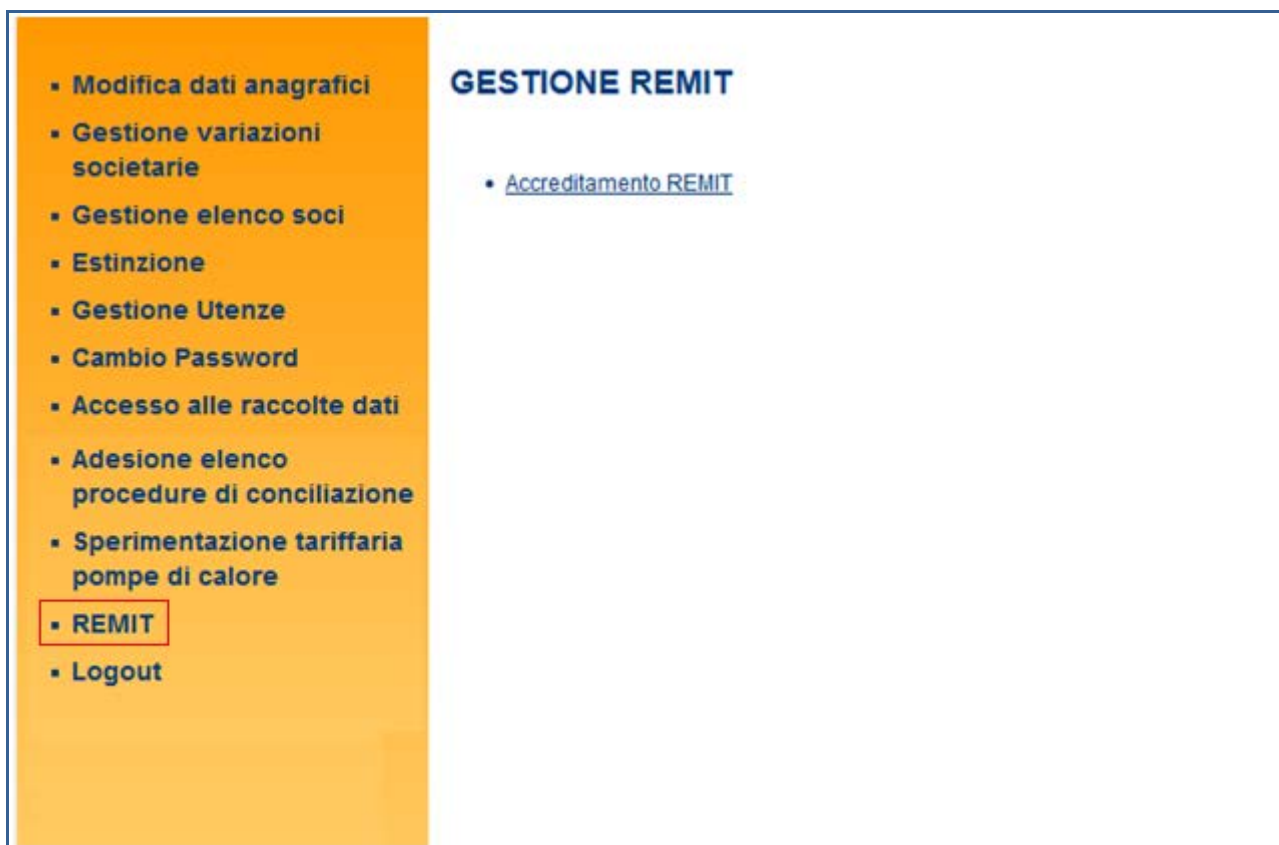 Modifica dati anagrafici
Gestione variazioni
societarie
Gestione elenco soci
Estinzione
Gestione Utenze
Cambio Password
Accesso alle raccolte dati
Adesione elenco
procedure di conciliazione
Sperimentazione tariffaria
pompe di calore
REMIT
Logout
GESTIONE REMIT
Accreditamento REMIT